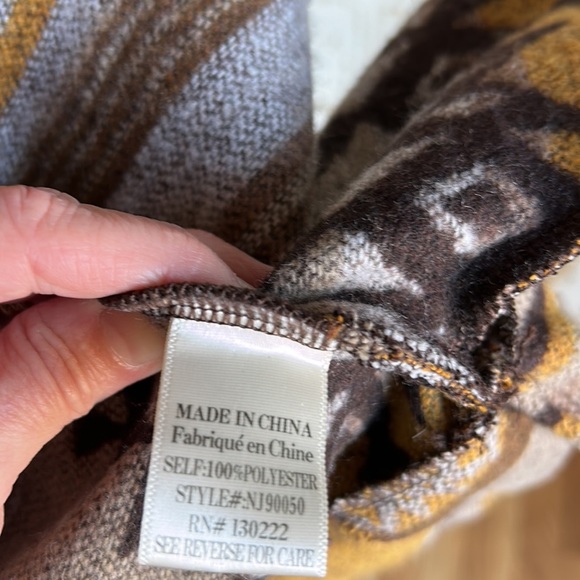 MADE IN CHINA
Fabriqué en Chine
SELF:100%POLYESTER
STYLE#:NJ90050
RN# 130222
SEE REVERSE FOR CARE